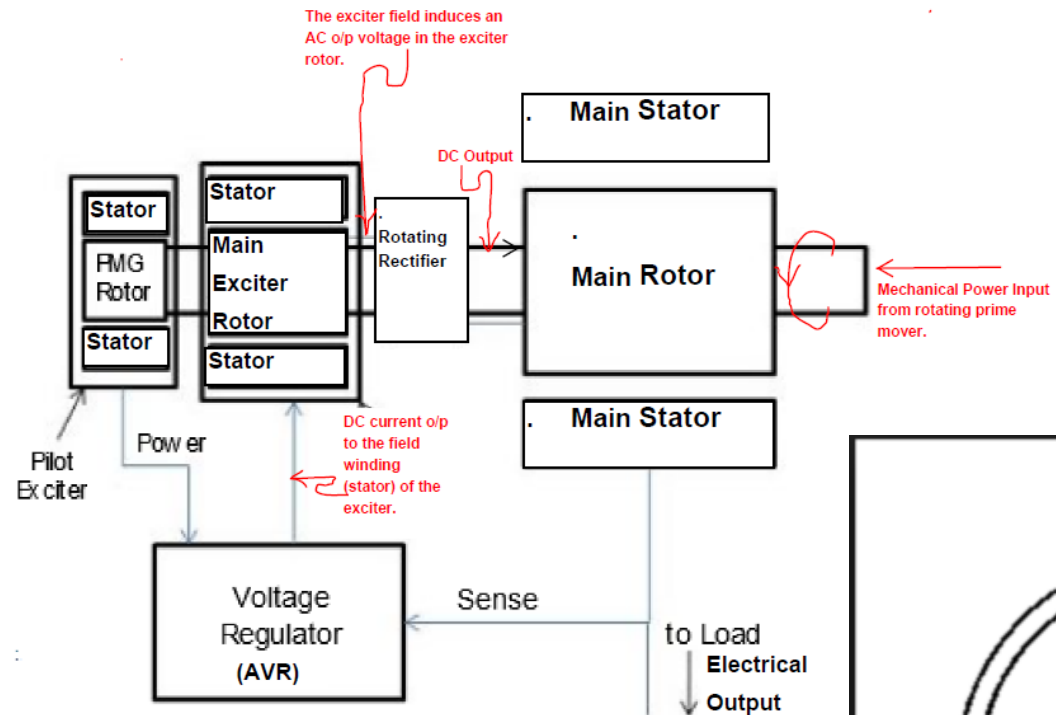 The exciter field induces an
AC o/p voltage in the exciter
rotor.
. Main Stator
DC Output
Stator
Stator
.
Rotating
Rectifier
Main
Exciter
Rotor
PMG
Rotor
.
Main Rotor
Mechanical Power Input
from rotating prime
mover.
Stator
Stator
. Main Stator
DC current o/p
to the field
winding
(stator) of the
exciter.
Power
Pilot
Exciter
Voltage
Regulator
(AVR)
Sense
to Load
Electrical
Output
: